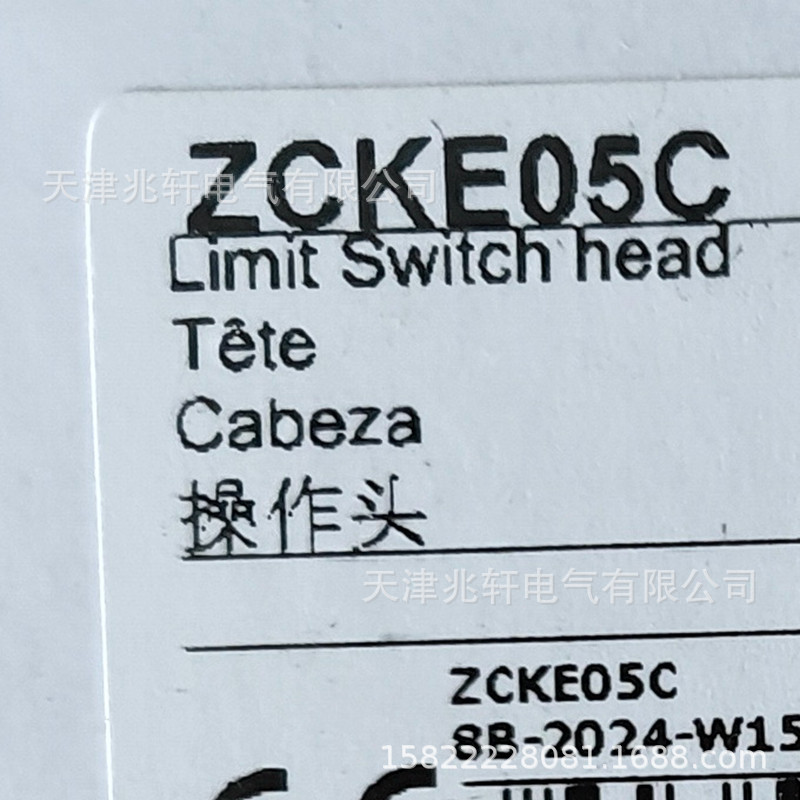 ZCKE05C
天津兆轩电气有限公司
Limit Switch head
Tête
Cabeza
操作头
天津兆轩电气有限公司
ZCKE05C
8B-2024-W15
15822228081.1688.com